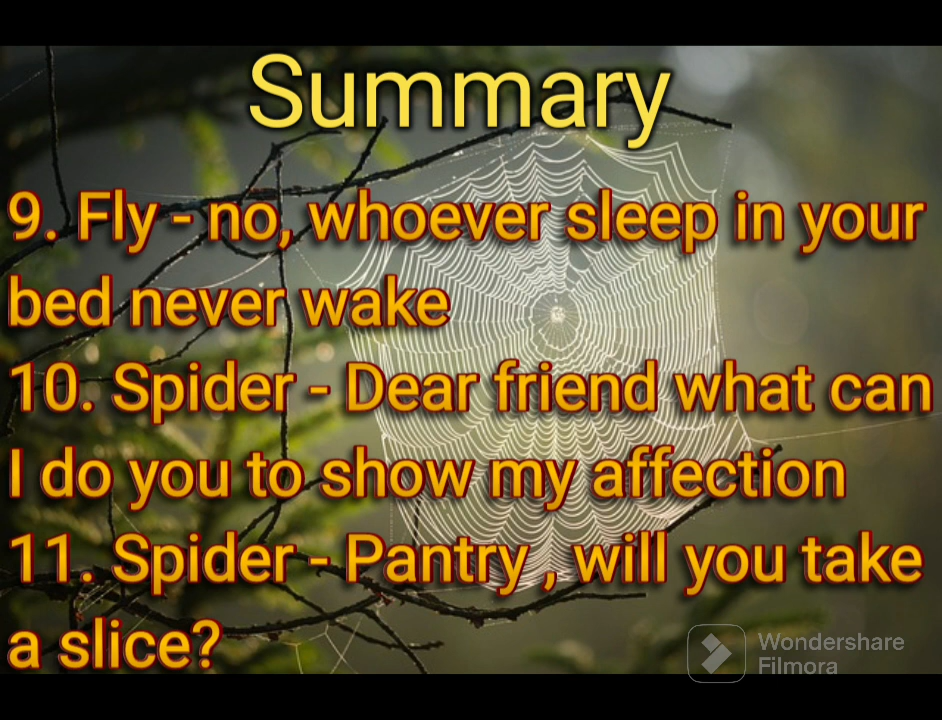 Summary
9. Fly - no, whoever sleep in your
bed never wake
10. Spider - Dear friend what can
I do you to show my affection
11. Spider - Pantry , will you take
a slice?
Wondershare
Filmora